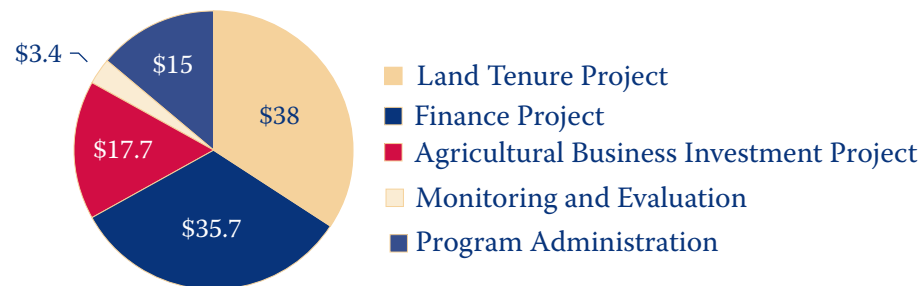 $3.4
$15
$38
$17.7
$35.7
Land Tenure Project
Finance Project
Agricultural Business Investment Project
Monitoring and Evaluation
Program Administration